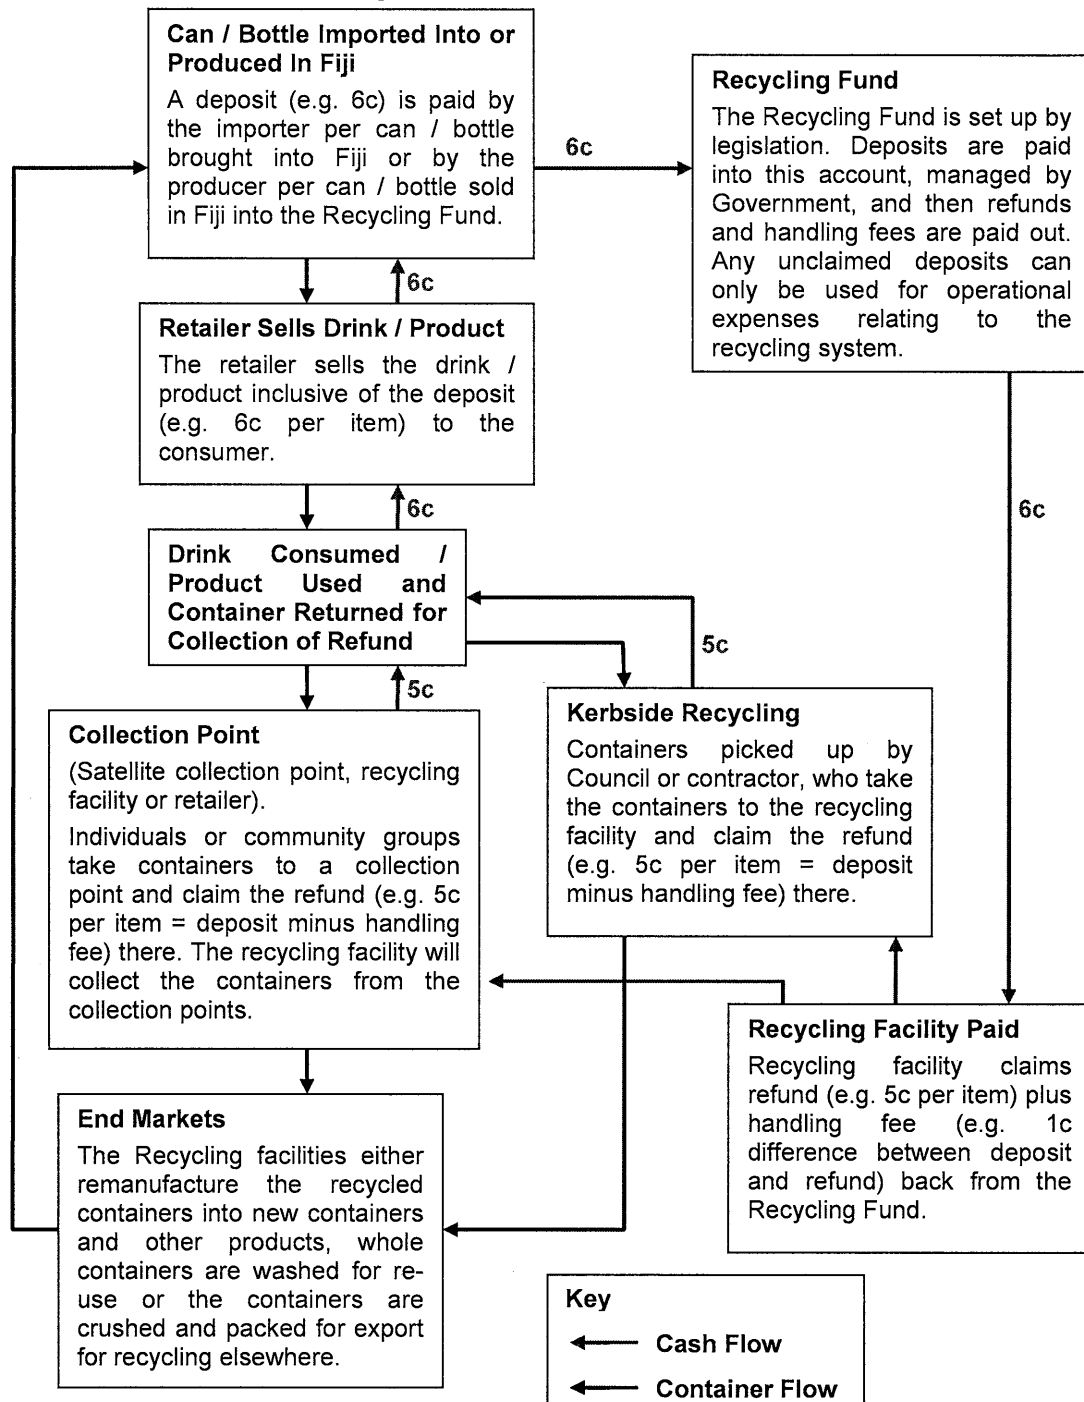 Can / Bottle Imported Into or
Produced In Fiji
A deposit (e.g. 6c) is paid by
the importer per can / bottle
brought into Fiji or by the
producer per can / bottle sold
in Fiji into the Recycling Fund.
6c
Recycling Fund
The Recycling Fund is set up by
legislation. Deposits are paid
into this account, managed by
Government, and then refunds
and handling fees are paid out.
Any unclaimed deposits can
only be used for operational
expenses relating to the
recycling system.
6c
Retailer Sells Drink / Product
The retailer sells the drink /
product inclusive of the deposit
(e.g. 6c per item) to the
consumer.
6c
6c
Drink Consumed /
Product Used and
Container Returned for
Collection of Refund
5c
5c
Collection Point
(Satellite collection point, recycling
facility or retailer).
Individuals or community groups
take containers to a collection
point and claim the refund (e.g. 5c
per item = deposit minus handling
fee) there. The recycling facility will
collect the containers from the
collection points.
Kerbside Recycling
Containers picked up by
Council or contractor, who take
the containers to the recycling
facility and claim the refund
(e.g. 5c per item = deposit
minus handling fee) there.
Recycling Facility Paid
Recycling facility claims
refund (e.g. 5c per item) plus
handling fee (e.g. 1c
difference between deposit
and refund) back from the
Recycling Fund.
End Markets
The Recycling facilities either
remanufacture the recycled
containers into new containers
and other products, whole
containers are washed for re-
use or the containers are
crushed and packed for export
for recycling elsewhere.
Key
Cash Flow
Container Flow